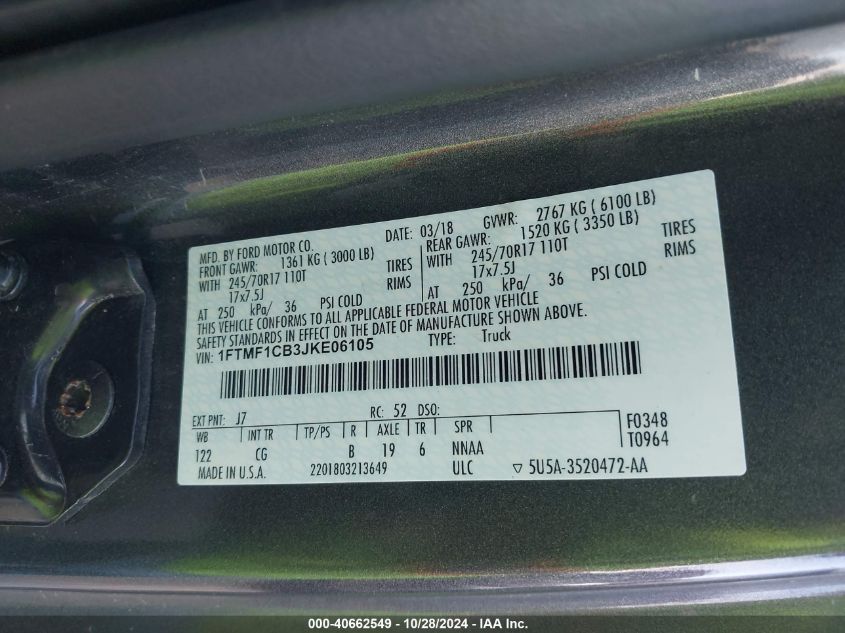 MFD. BY FORD MOTOR CO.
DATE: 03/18
GVWR: 2767 KG ( 6100 LB)
FRONT GAWR: 1361 KG ( 3000 LB)
WITH 245/70R17 110T TIRES
17x7.5J RIMS
AT 250 kPa/ 36 PSI COLD
REAR GAWR: 1520 KG ( 3350 LB)
WITH 245/70R17 110T TIRES
17x7.5J RIMS
AT 250 kPa/ 36 PSI COLD
THIS VEHICLE CONFORMS TO ALL APPLICABLE FEDERAL MOTOR VEHICLE
SAFETY STANDARDS IN EFFECT ON THE DATE OF MANUFACTURE SHOWN ABOVE.
VIN: 1FTMF1CB3JKE06105 TYPE: Truck
EXT PNT: J7 RC: 52 DSO:
WB INT TR TP/PS R AXLE TR SPR
122 CG B 19 6 NNAA
F0348
T0964
MADE IN U.S.A. 2201803213649 ULC ▽ 5U5A-3520472-AA
000-40662549 - 10/28/2024 - IAA Inc.